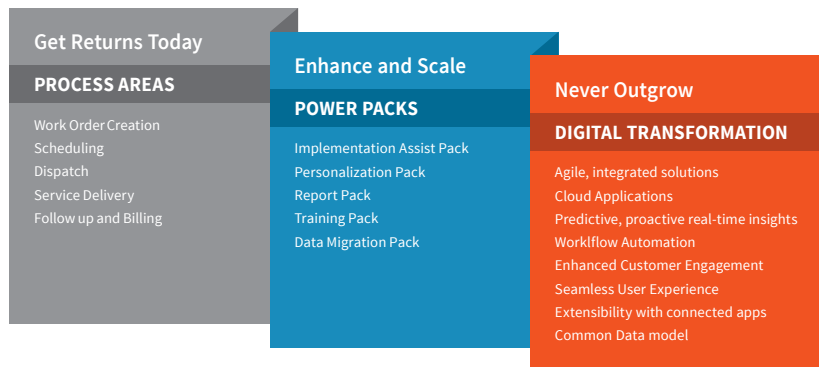 Get Returns Today
PROCESS AREAS
Work Order Creation
Scheduling
Dispatch
Service Delivery
Follow up and Billing
Enhance and Scale
POWER PACKS
Implementation Assist Pack
Personalization Pack
Report Pack
Training Pack
Data Migration Pack
Never Outgrow
DIGITAL TRANSFORMATION
Agile, integrated solutions
Cloud Applications
Predictive, proactive real-time insights
Worklflow Automation
Enhanced Customer Engagement
Seamless User Experience
Extensibility with connected apps
Common Data model